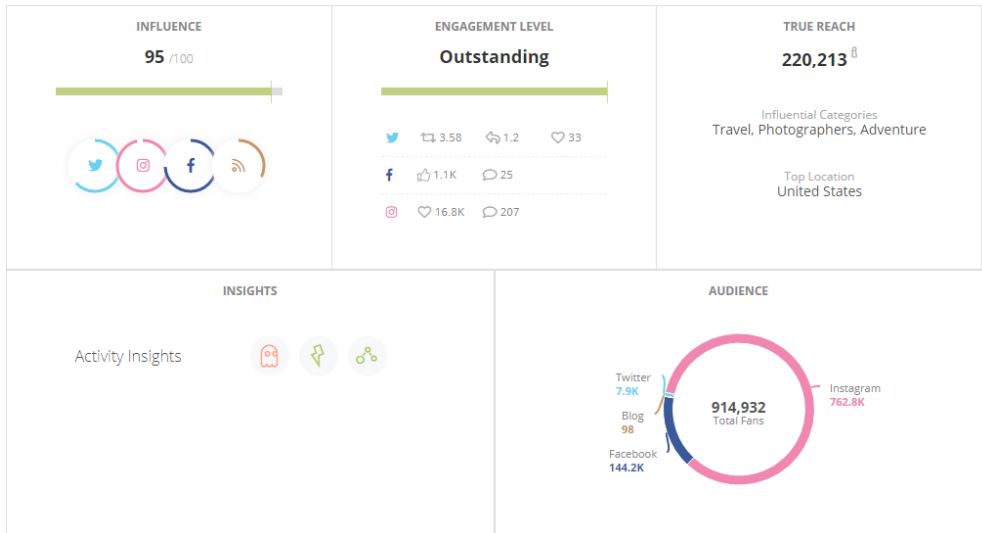 INFLUENCE
95 /100
ENGAGEMENT LEVEL
Outstanding
3.58 1.2 33
1.1K 25
16.8K 207
TRUE REACH
220,213
Influential Categories
Travel, Photographers, Adventure
Top Location
United States
INSIGHTS
Activity Insights
AUDIENCE
Twitter
7.9K
Blog
98
Facebook
144.2K
914,932
Total Fans
Instagram
762.8K